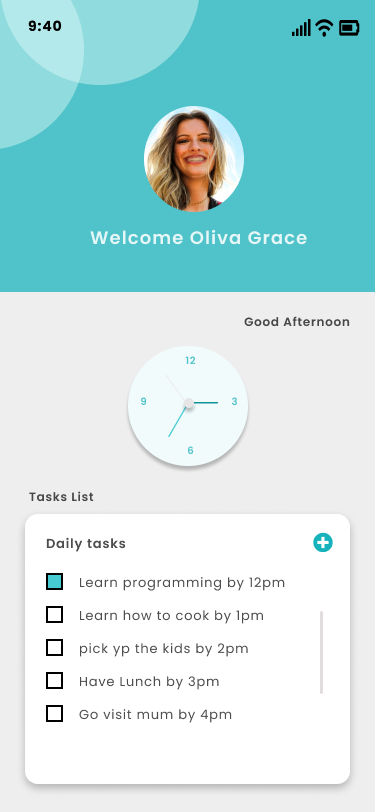 9:40
Welcome Oliva Grace
Good Afternoon
12
9
3
6
Tasks List
Daily tasks
Learn programming by 12pm
Learn how to cook by 1pm
pick yp the kids by 2pm
Have Lunch by 3pm
Go visit mum by 4pm